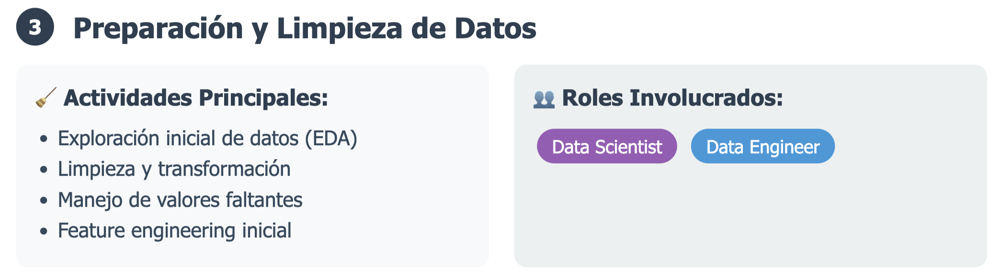 3 Preparación y Limpieza de Datos
Actividades Principales:
Exploración inicial de datos (EDA)
Limpieza y transformación
Manejo de valores faltantes
Feature engineering inicial
Roles Involucrados:
Data Scientist Data Engineer